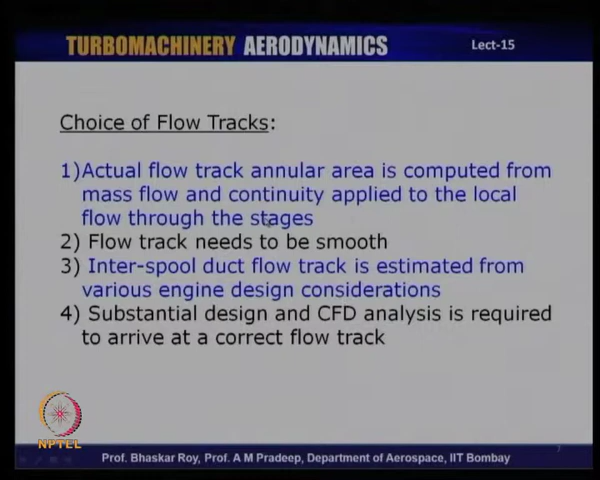 TURBOMACHINERY AERODYNAMICS
Lect-15
Choice of Flow Tracks:
1)Actual flow track annular area is computed from
mass flow and continuity applied to the local
flow through the stages
2) Flow track needs to be smooth
3) Inter-spool duct flow track is estimated from
various engine design considerations
4) Substantial design and CFD analysis is required
to arrive at a correct flow track
NPTEL
Prof. Bhaskar Roy, Prof. A M Pradeep, Department of Aerospace, IIT Bombay
7